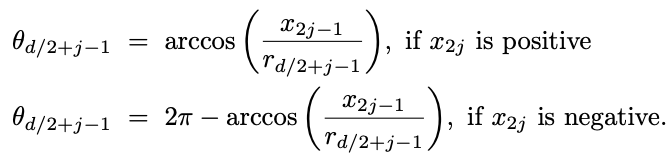 θ_{d/2+j−1} = arccos ( x_{2j−1} / r_{d/2+j−1} ), if x_{2j} is positive
θ_{d/2+j−1} = 2π − arccos ( x_{2j−1} / r_{d/2+j−1} ), if x_{2j} is negative.